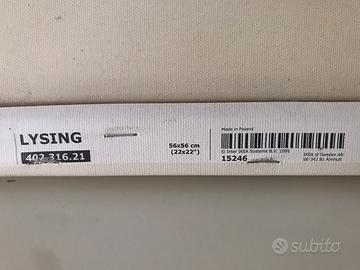 LYSING
402.316.21
56x56 cm
(22x22")
Made in Poland
© Inter IKEA Systems B.V. 1999
15246
IKEA of Sweden AB
SE-343 81 Älmhult
subito